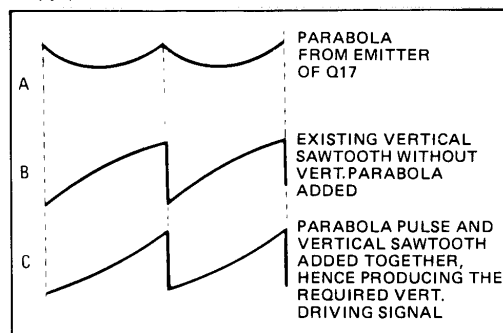 PARABOLA
FROM EMITTER
OF Q17
A
EXISTING VERTICAL
SAWTOOTH WITHOUT
VERT. PARABOLA
ADDED
B
PARABOLA PULSE AND
VERTICAL SAWTOOTH
ADDED TOGETHER,
HENCE PRODUCING THE
REQUIRED VERT.
DRIVING SIGNAL
C